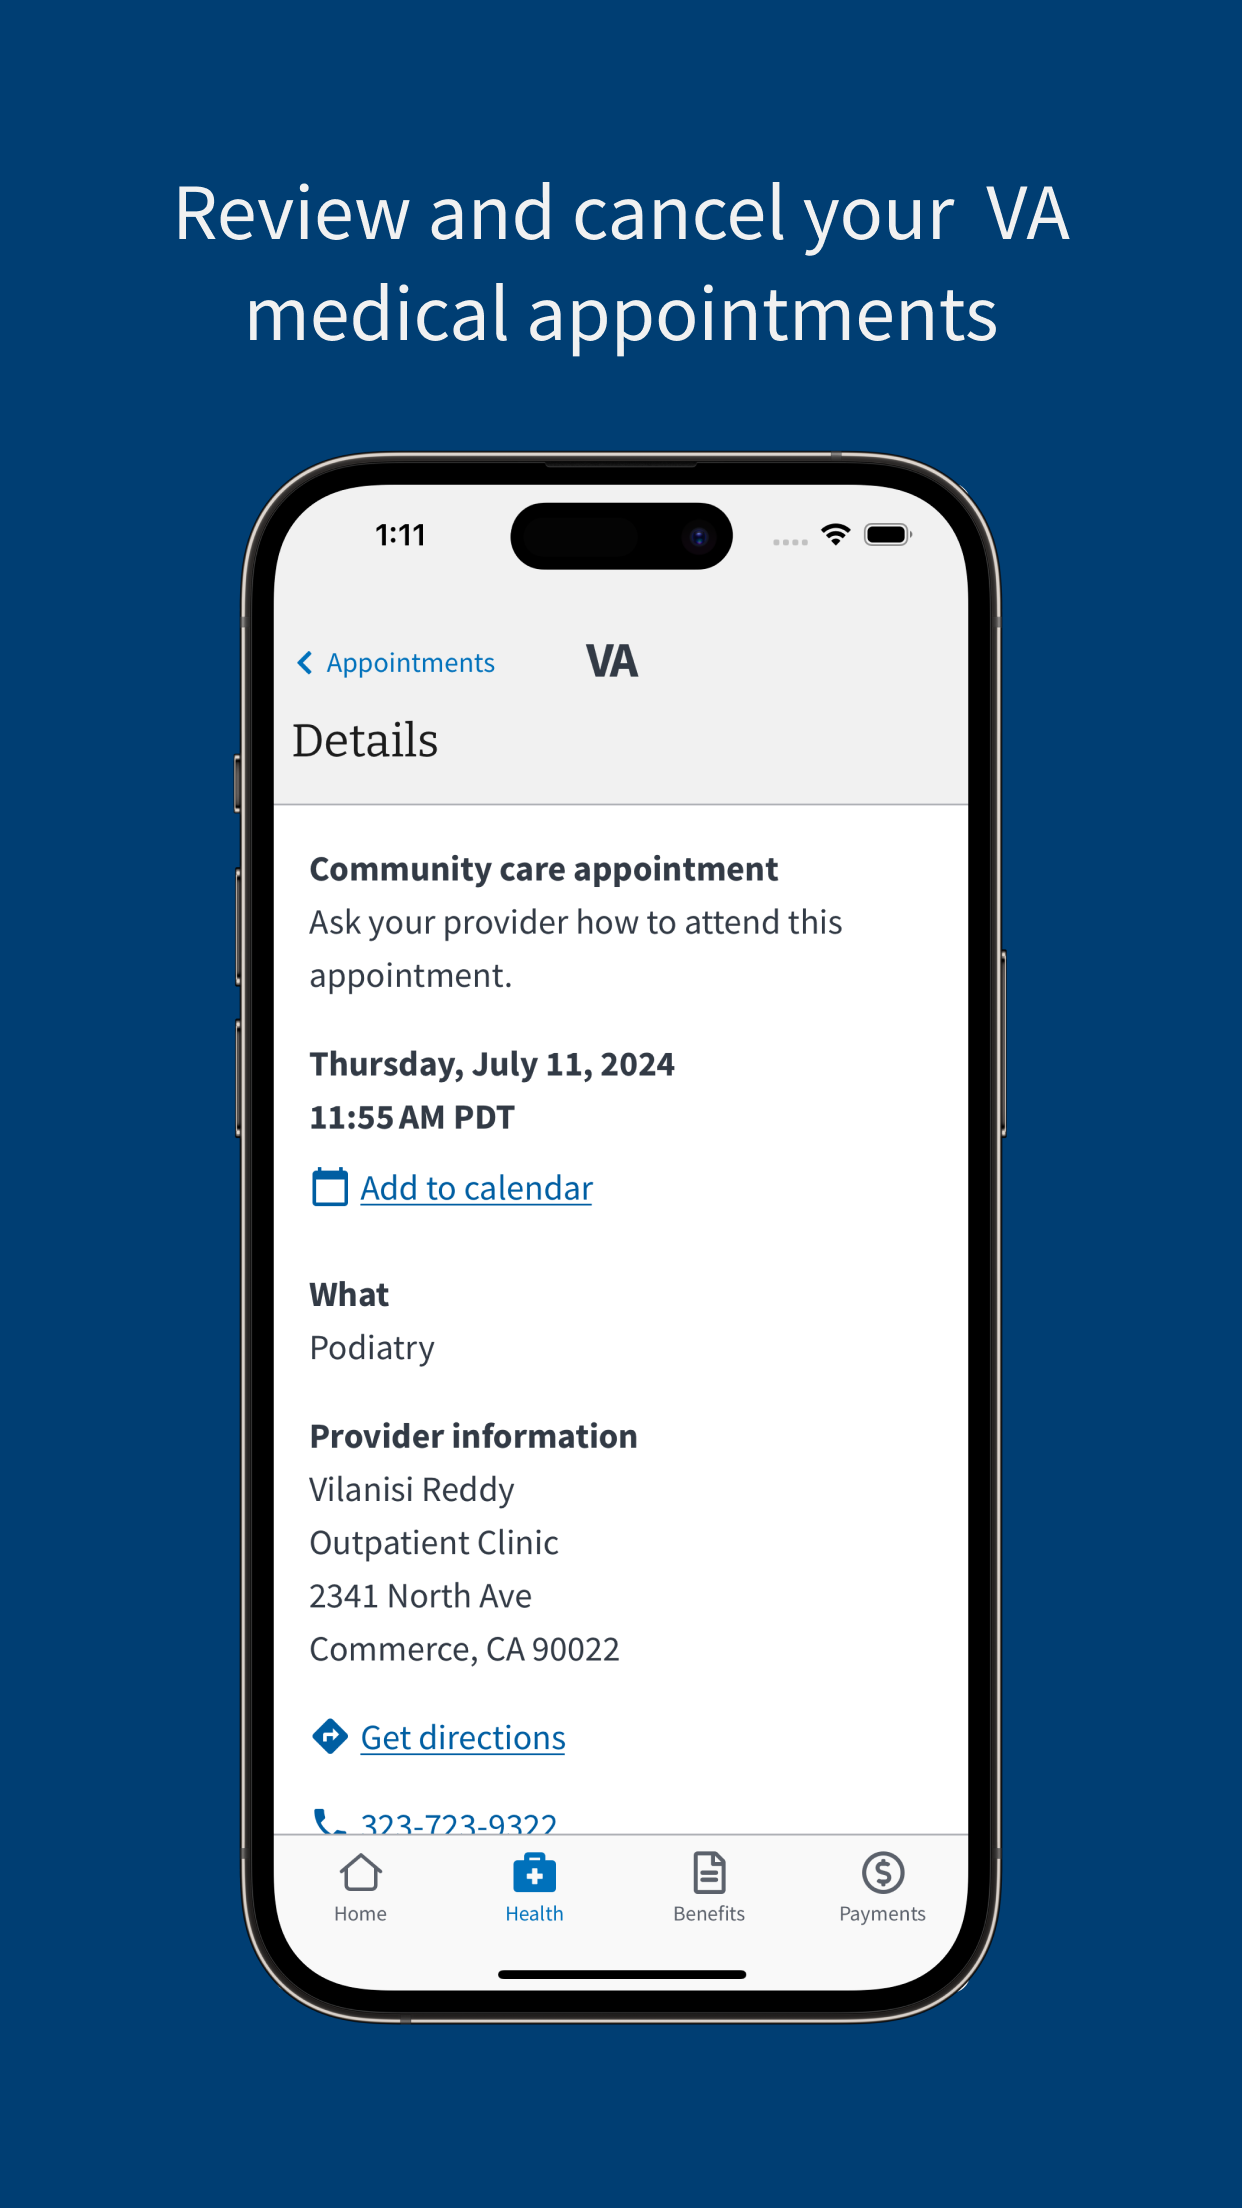 Review and cancel your  VA
medical appointments
1:11
Appointments
VA
Details
Community care appointment
Ask your provider how to attend this
appointment.
Thursday, July 11, 2024
11:55 AM PDT
Add to calendar
What
Podiatry
Provider information
Vilanisi Reddy
Outpatient Clinic
2341 North Ave
Commerce, CA 90022
Get directions
323-723-9322
Home
Health
Benefits
Payments